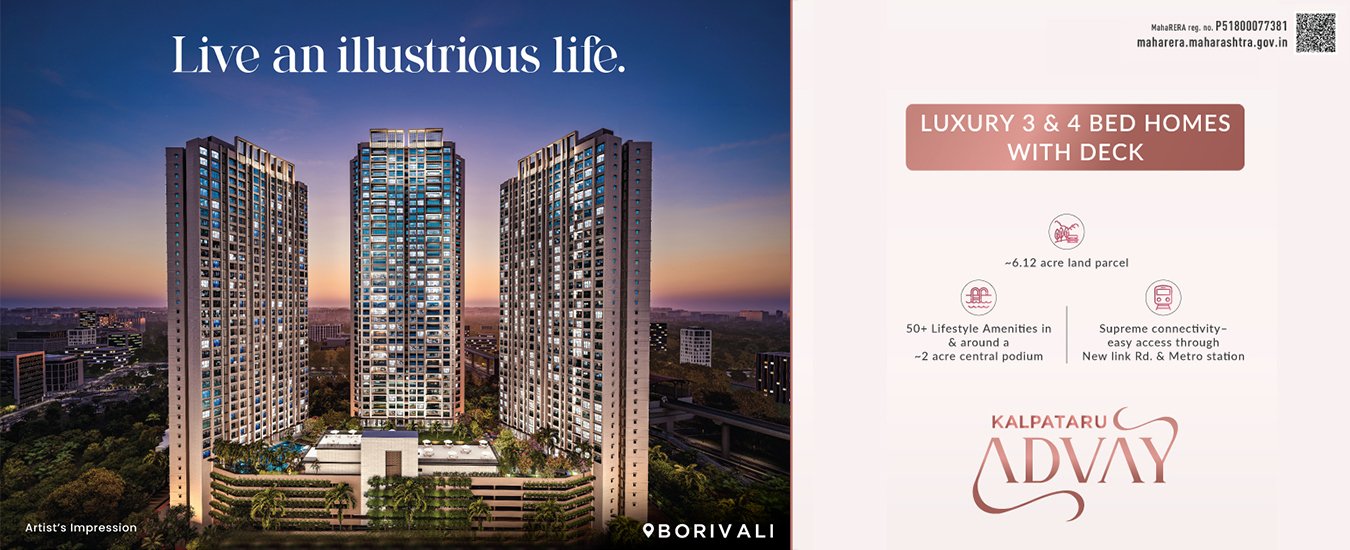 Live an illustrious life.
Artist's Impression
BORIVALI
MahaRERA reg. no. P51800077381
maharera.maharashtra.gov.in
LUXURY 3 & 4 BED HOMES
WITH DECK
~6.12 acre land parcel
50+ Lifestyle Amenities in
& around a
~2 acre central podium
Supreme connectivity–
easy access through
New link Rd. & Metro station
KALPATARU
ADVAY